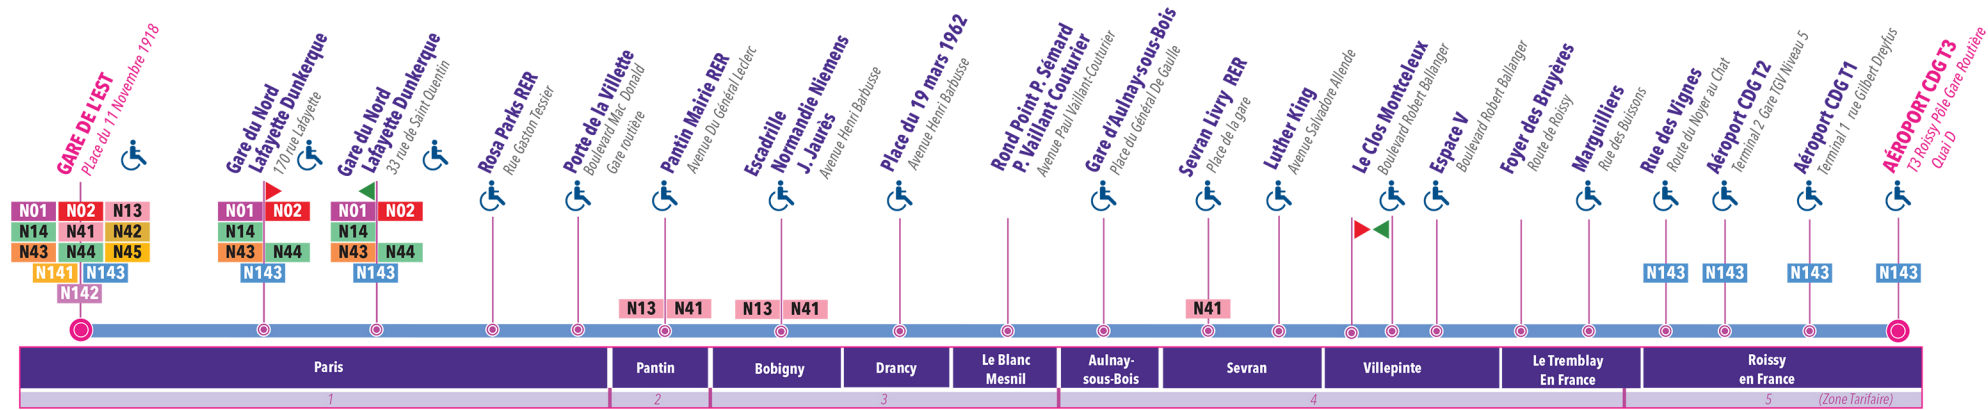 GARE DE L'EST
PLace du 11 Novembre 1918
Gare du Nord
Lafayette Dunkerque
170 rue Lafayette
Gare du Nord
Lafayette Dunkerque
33 rue de Saint Quentin
Rosa Parks RER
Rue Gaston Tessier
Porte de la Villette
Boulevard Mac Donald
Gare routière
Pantin Mairie RER
Avenue Du Général Leclerc
Escadrille
Normandie Niemens
J. Jaurès
Avenue Henri Barbusse
Place du 19 mars 1962
Avenue Henri Barbusse
Rond Point P. Sémard
P. Vaillant Couturier
Avenue Paul Vaillant-Couturier
Gare d'Aulnay-sous-Bois
Place du Général De Gaulle
Sevran Livry RER
Place de la gare
Luther King
Avenue Salvadore Allende
Le Clos Montceleux
Boulevard Robert Ballanger
Espace V
Boulevard Robert Ballanger
Foyer des Bruyères
Route de Roissy
Marguilliers
Rue des Buissons
Rue des Vignes
Route du Noyer au Chat
Aéroport CDG T2
Terminal 2 Gare TGV Niveau 5
Aéroport CDG T1
Terminal 1 rue Gilbert Dreyfus
AÉROPORT CDG T3
T3 Roissy Pôle Gare Routière
Quai D
N01 N02 N13
N14 N41 N42
N43 N44 N45
N141 N143
N142
N01 N02
N14
N43 N44
N143
N01 N02
N14
N43 N44
N143
N13 N41
N13 N41
N41
N143
N143
N143
N143
Paris
Pantin
Bobigny
Drancy
Le Blanc
Mesnil
Aulnay-
sous-Bois
Sevran
Villepinte
Le Tremblay
En France
Roissy
en France
1
2
3
4
5
(Zone Tarifaire)